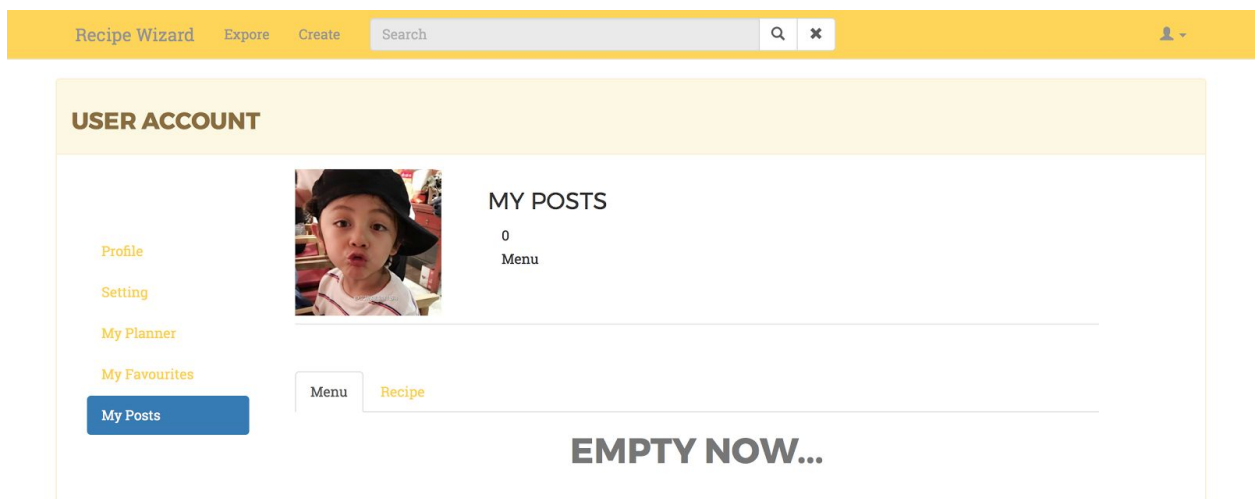 Recipe Wizard Expore Create Search
USER ACCOUNT
MY POSTS
0
Menu
Profile
Setting
My Planner
My Favourites
My Posts
Menu Recipe
EMPTY NOW...